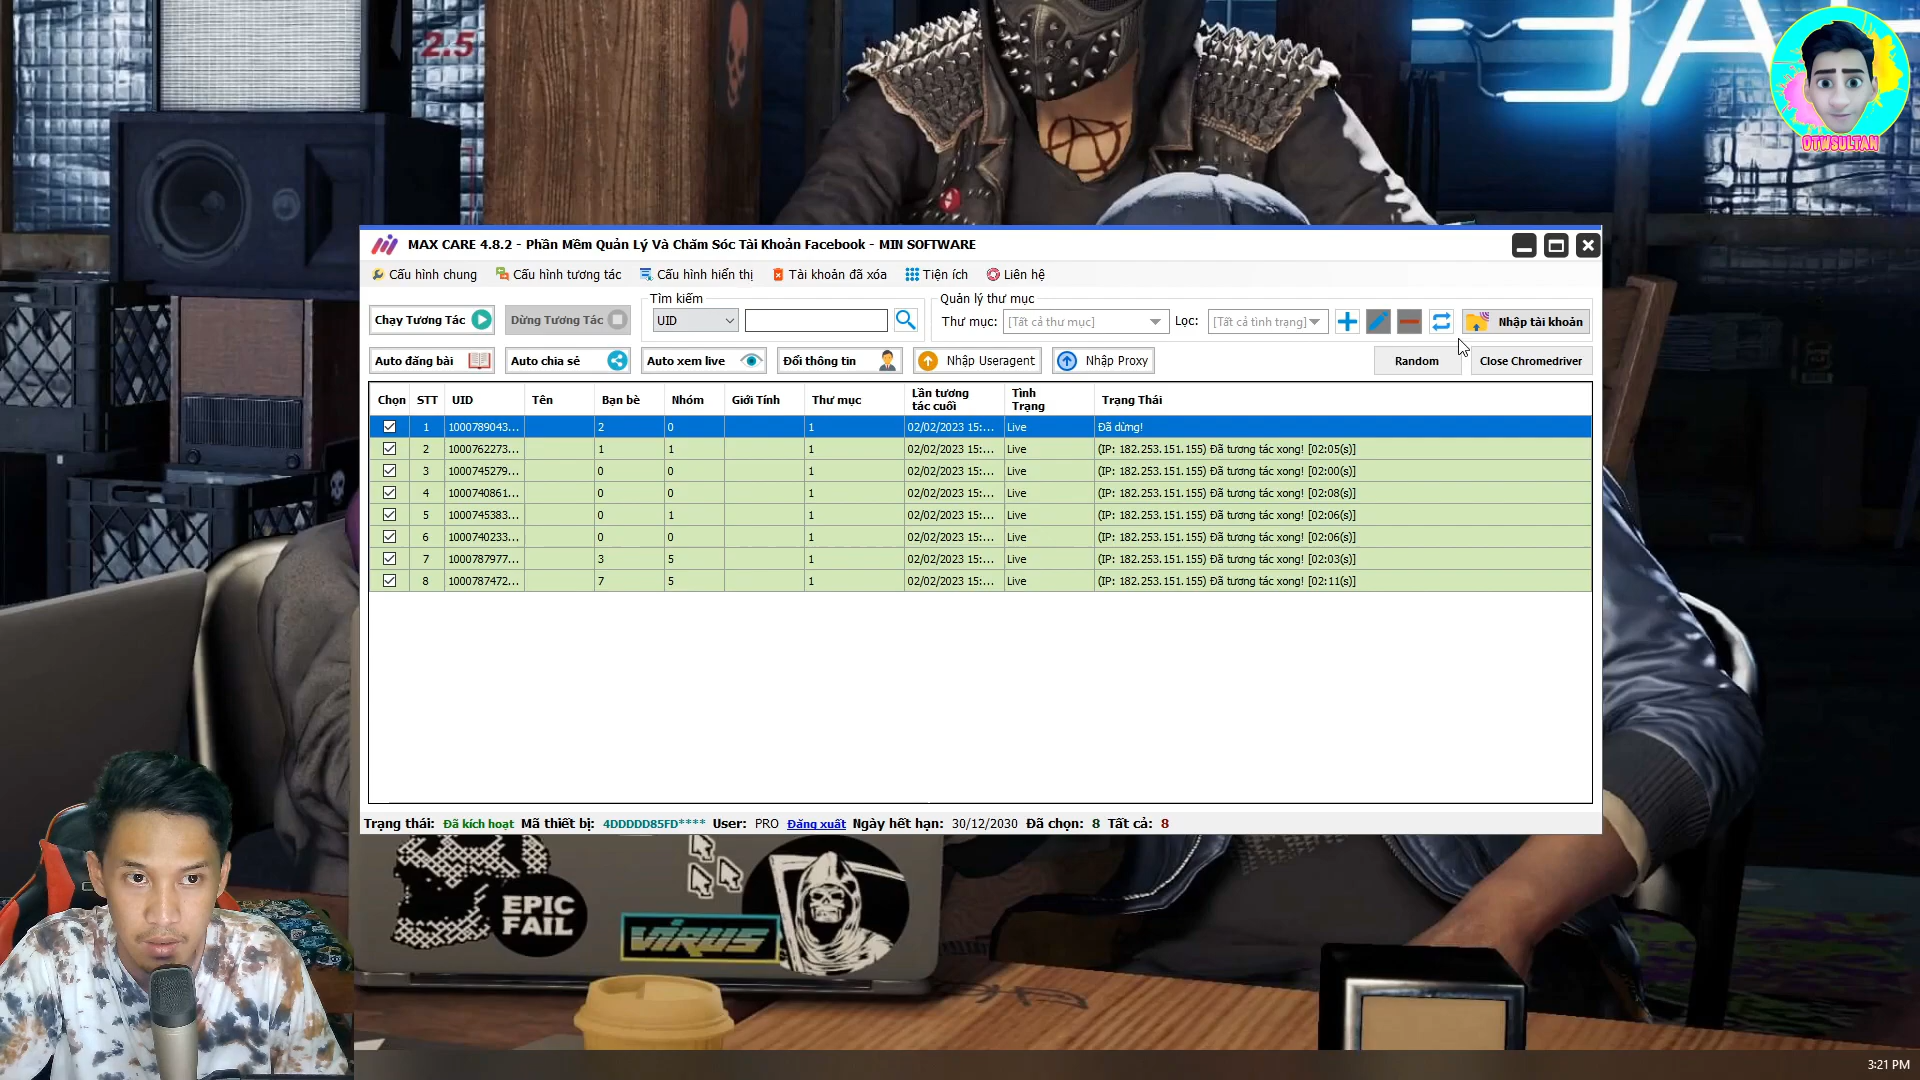 2.5
OTWSULTAN
MAX CARE 4.8.2 - Phần Mềm Quản Lý Và Chăm Sóc Tài Khoản Facebook - MIN SOFTWARE
Cấu hình chung Cấu hình tương tác Cấu hình hiển thị Tài khoản đã xóa Tiện ích Liên hệ
Tìm kiếm Quản lý thư mục
Chạy Tương Tác Dừng Tương Tác UID Thư mục: [Tất cả thư mục] Lọc: [Tất cả tình trạng] Nhập tài khoản
Auto đăng bài Auto chia sẻ Auto xem live Đổi thông tin Nhập Useragent Nhập Proxy Random Close Chromedriver
Chọn STT UID Tên Bạn bè Nhóm Giới Tính Thư mục Lần tương tác cuối Tình Trạng Trạng Thái
1 1000789043... 2 0 1 02/02/2023 15:... Live Đã dừng!
2 1000762273... 1 1 1 02/02/2023 15:... Live (IP: 182.253.151.155) Đã tương tác xong! [02:05(s)]
3 1000745279... 0 0 1 02/02/2023 15:... Live (IP: 182.253.151.155) Đã tương tác xong! [02:00(s)]
4 1000740861... 0 0 1 02/02/2023 15:... Live (IP: 182.253.151.155) Đã tương tác xong! [02:08(s)]
5 1000745383... 0 1 1 02/02/2023 15:... Live (IP: 182.253.151.155) Đã tương tác xong! [02:06(s)]
6 1000740233... 0 0 1 02/02/2023 15:... Live (IP: 182.253.151.155) Đã tương tác xong! [02:06(s)]
7 1000787977... 3 5 1 02/02/2023 15:... Live (IP: 182.253.151.155) Đã tương tác xong! [02:03(s)]
8 1000787472... 7 5 1 02/02/2023 15:... Live (IP: 182.253.151.155) Đã tương tác xong! [02:11(s)]
Trạng thái: Đã kích hoạt Mã thiết bị: 4DDDDD85FD**** User: PRO Đăng xuất Ngày hết hạn: 30/12/2030 Đã chọn: 8 Tất cả: 8
EPIC
FAIL
VIRUS
3:21 PM